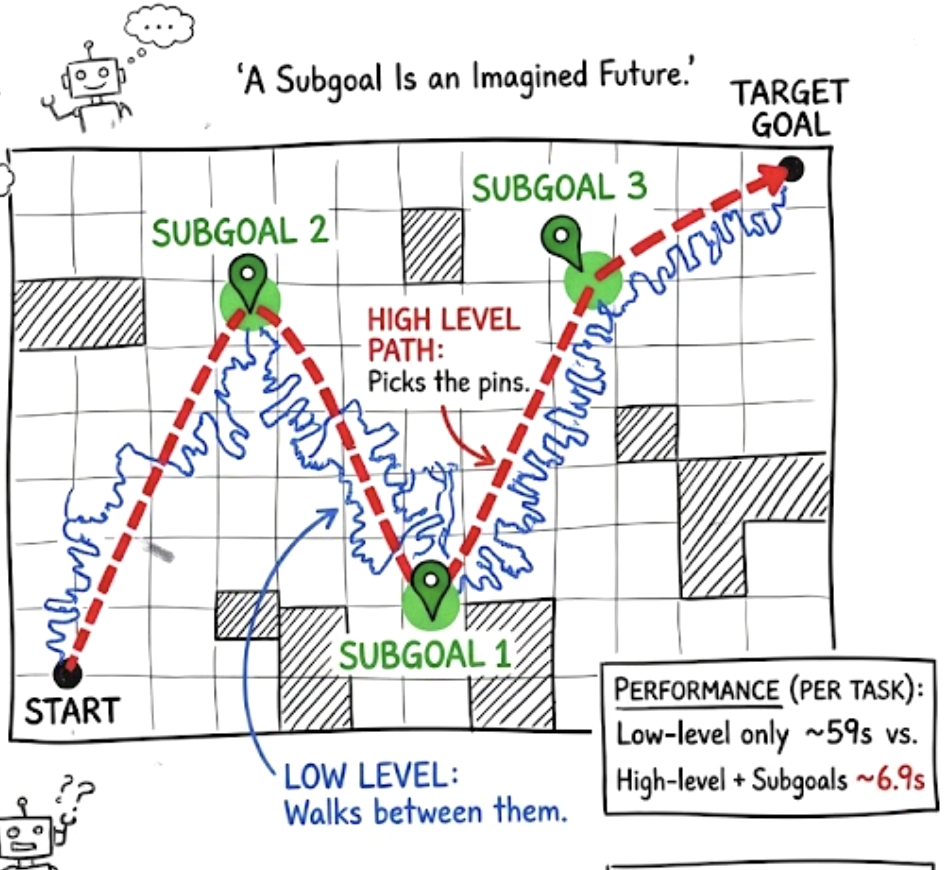 ...
'A Subgoal Is an Imagined Future.'
TARGET
GOAL
SUBGOAL 3
SUBGOAL 2
HIGH LEVEL
PATH:
Picks the pins.
SUBGOAL 1
START
PERFORMANCE (PER TASK):
Low-level only ~59s vs.
High-level + Subgoals ~6.9s
LOW LEVEL:
Walks between them.
???